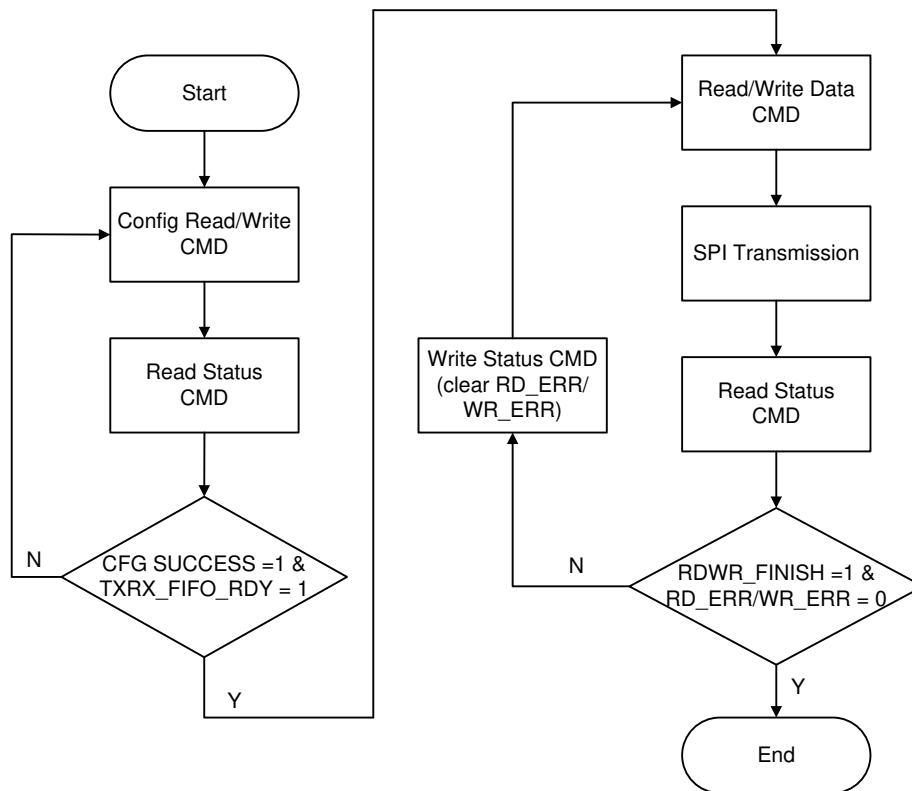 Start
Config Read/Write
CMD
Read Status
CMD
CFG SUCCESS =1 &
TXRX_FIFO_RDY = 1
N
Y
Read/Write Data
CMD
SPI Transmission
Write Status CMD
(clear RD_ERR/
WR_ERR)
Read Status
CMD
RDWR_FINISH =1 &
RD_ERR/WR_ERR = 0
N
Y
End